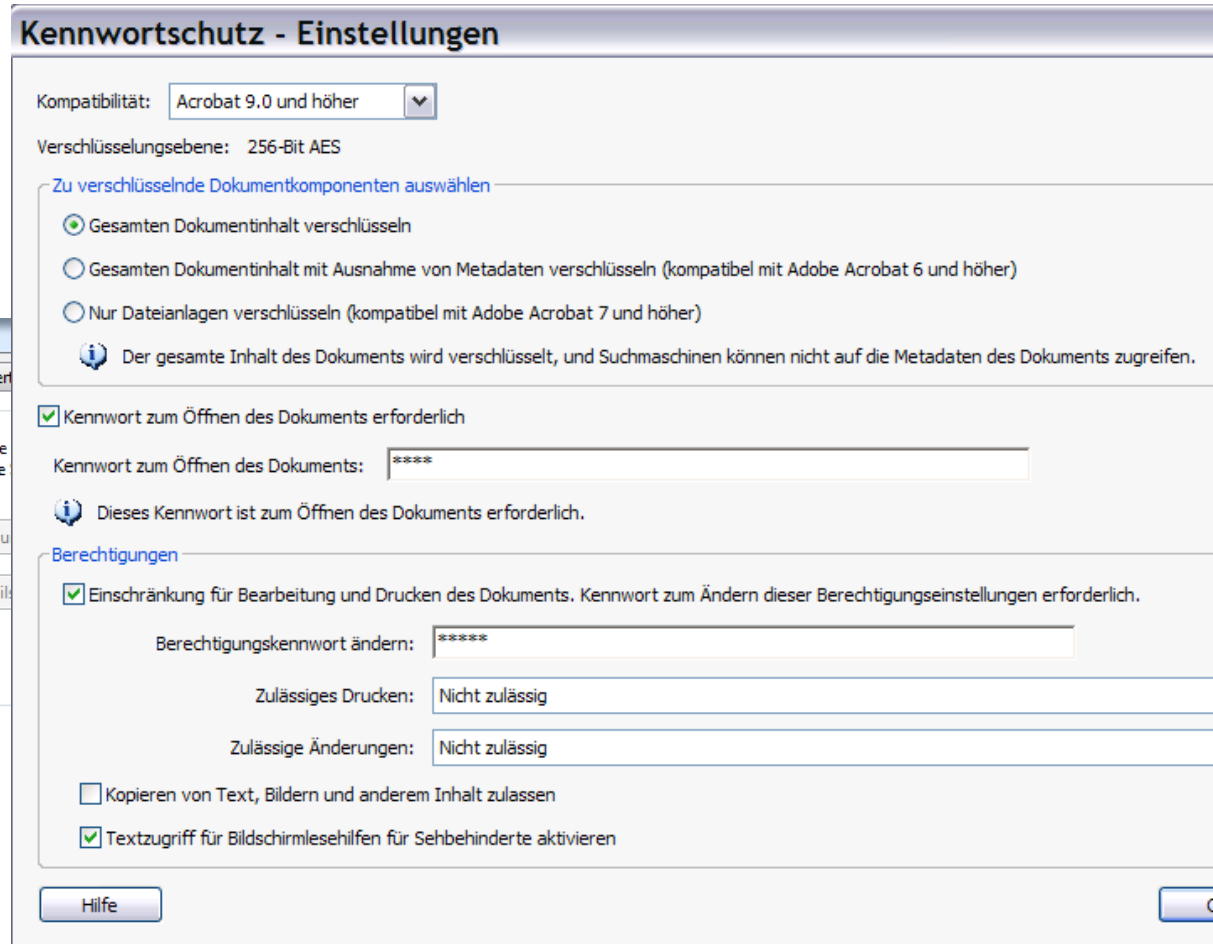 Kennwortschutz - Einstellungen
Kompatibilität: Acrobat 9.0 und höher
Verschlüsselungsebene: 256-Bit AES
Zu verschlüsselnde Dokumentkomponenten auswählen
Gesamten Dokumentinhalt verschlüsseln
Gesamten Dokumentinhalt mit Ausnahme von Metadaten verschlüsseln (kompatibel mit Adobe Acrobat 6 und höher)
Nur Dateianlagen verschlüsseln (kompatibel mit Adobe Acrobat 7 und höher)
Der gesamte Inhalt des Dokuments wird verschlüsselt, und Suchmaschinen können nicht auf die Metadaten des Dokuments zugreifen.
Kennwort zum Öffnen des Dokuments erforderlich
Kennwort zum Öffnen des Dokuments: ****
Dieses Kennwort ist zum Öffnen des Dokuments erforderlich.
Berechtigungen
Einschränkung für Bearbeitung und Drucken des Dokuments. Kennwort zum Ändern dieser Berechtigungseinstellungen erforderlich.
Berechtigungskennwort ändern: *****
Zulässiges Drucken: Nicht zulässig
Zulässige Änderungen: Nicht zulässig
Kopieren von Text, Bildern und anderem Inhalt zulassen
Textzugriff für Bildschirmlesehilfen für Sehbehinderte aktivieren
Hilfe